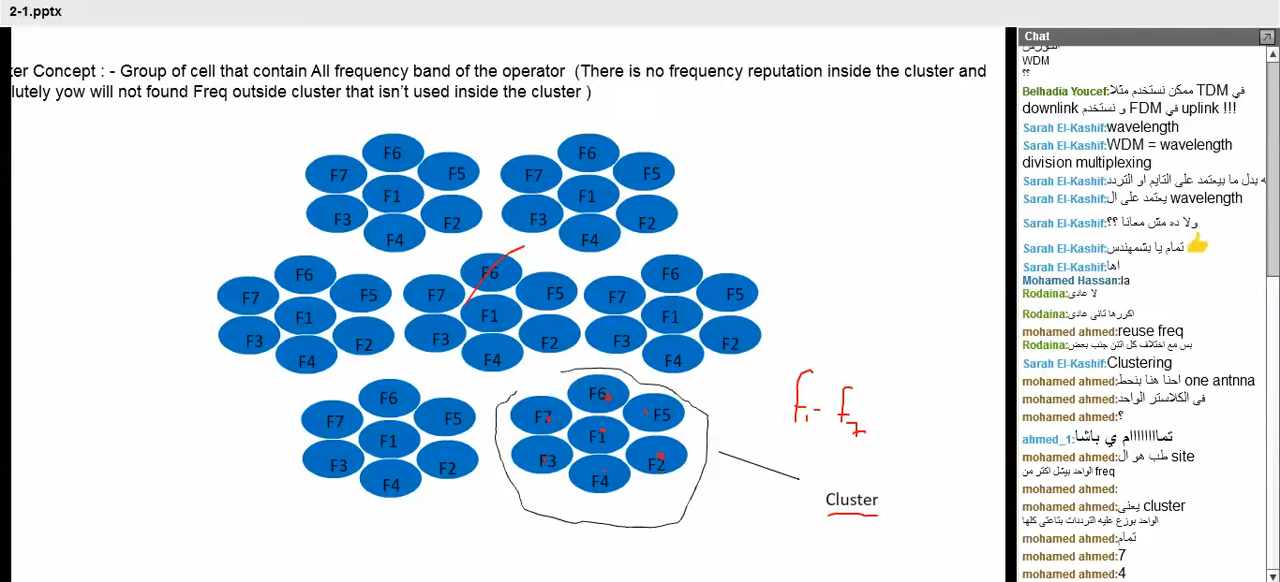 2-1.pptx
ter Concept : - Group of cell that contain All frequency band of the operator (There is no frequency reputation inside the cluster and
lutely yow will not found Freq outside cluster that isn't used inside the cluster )
F6 F6
F7 F5 F7 F5
F1 F1
F3 F2 F3 F2
F4 F4
F6 F6 F6
F7 F5 F7 F5 F7 F5
F1 F1 F1
F3 F2 F3 F2 F3 F2
F4 F4 F4
F6 F6
F7 F5 F7 F5
F1 F1
F3 F2 F3 F2
F4 F4
f1 - f7
Cluster
Chat
الكورس
WDM
؟؟
Belhadia Youcef: ممكن نستخدم مثلا TDM في
downlink و نستخدم FDM في uplink !!!
Sarah El-Kashif:wavelength
Sarah El-Kashif:WDM = wavelength
division multiplexing
Sarah El-Kashif: بدل ما بيعتمد على التايم او التردد
يعتمد على ال wavelength
Sarah El-Kashif: ولا ده مش معانا ؟؟
Sarah El-Kashif: تمام يا بشمهندس
Sarah El-Kashif: اها
Mohamed Hassan:la
Rodaina: لا عادى
Rodaina: اكررها تانى عادى
mohamed ahmed:reuse freq
Rodaina: بس مع اختلاف كل اتنن جنب بعض
Sarah El-Kashif:Clustering
mohamed ahmed: احنا هنا بنحط one antnna
فى الكلاستر الواحد
mohamed ahmed: ؟
ahmed_1: تمااااااااام ي باشا
mohamed ahmed: طب هو ال site
الواحد بيشل اكتر من freq
mohamed ahmed:
mohamed ahmed: يعنى cluster
الواحد بوزع عليه الترددات بتاعتى كلها
mohamed ahmed: تمام
mohamed ahmed:7
mohamed ahmed:4